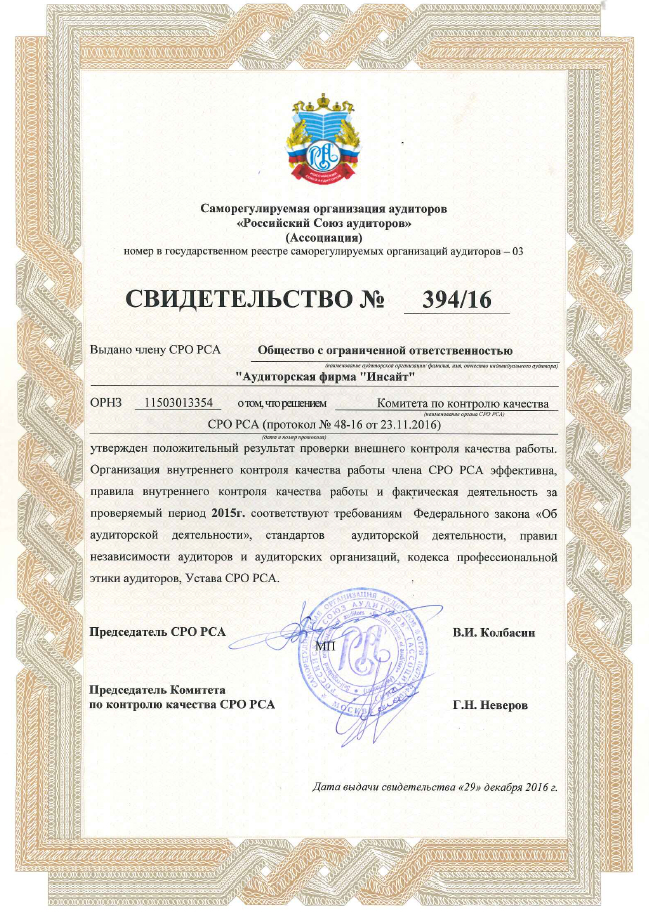 Саморегулируемая организация аудиторов
«Российский Союз аудиторов»
(Ассоциация)
номер в государственном реестре саморегулируемых организаций аудиторов – 03
СВИДЕТЕЛЬСТВО № 394/16
Выдано члену СРО РСА Общество с ограниченной ответственностью
(наименование аудиторской организации/ фамилия, имя, отчество индивидуального аудитора)
"Аудиторская фирма "Инсайт"
ОРНЗ 11503013354 о том, что решением Комитета по контролю качества
(наименование органа СРО РСА)
СРО РСА (протокол № 48-16 от 23.11.2016)
(дата и номер протокола)
утвержден положительный результат проверки внешнего контроля качества работы.
Организация внутреннего контроля качества работы члена СРО РСА эффективна,
правила внутреннего контроля качества работы и фактическая деятельность за
проверяемый период 2015г. соответствуют требованиям Федерального закона «Об
аудиторской деятельности», стандартов аудиторской деятельности, правил
независимости аудиторов и аудиторских организаций, кодекса профессиональной
этики аудиторов, Устава СРО РСА.
Председатель СРО РСА МП В.И. Колбасин
Председатель Комитета
по контролю качества СРО РСА Г.Н. Неверов
Дата выдачи свидетельства «29» декабря 2016 г.